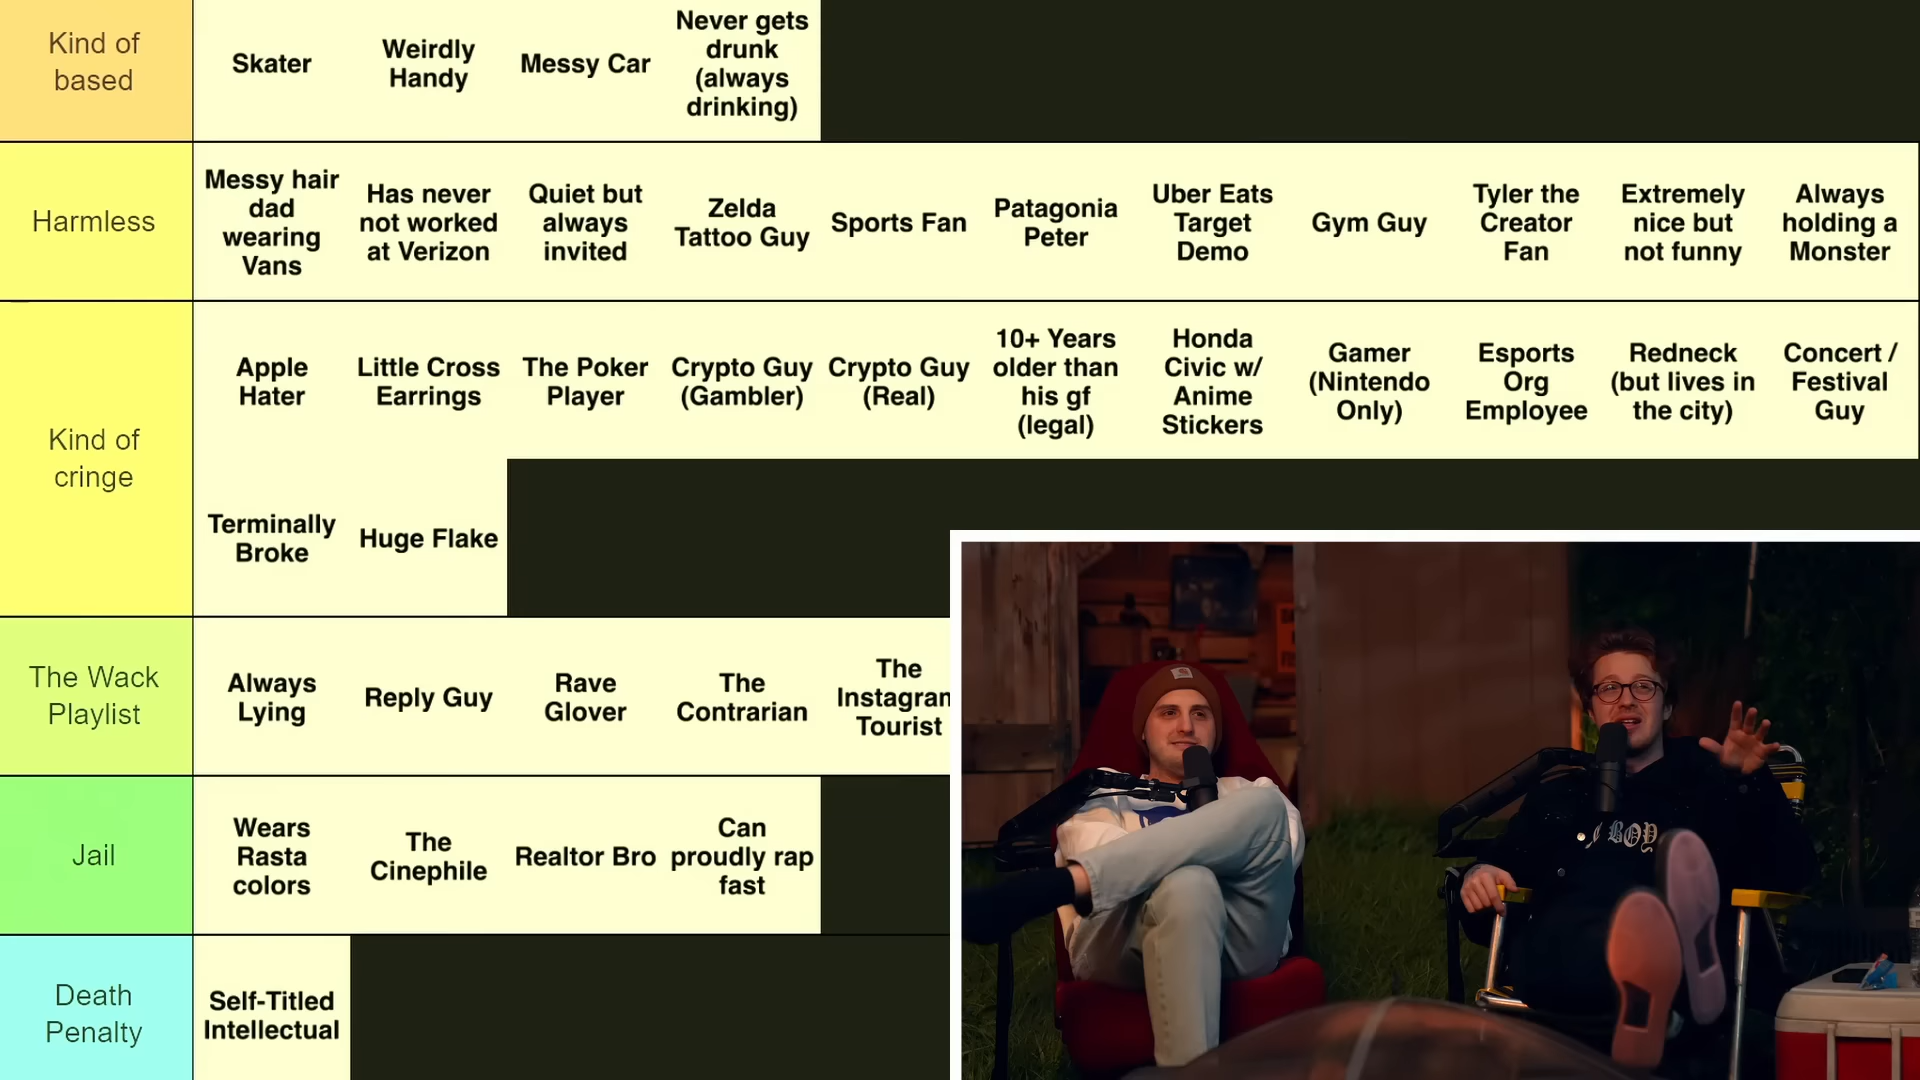 Kind of
based
Skater
Weirdly
Handy
Messy Car
Never gets
drunk
(always
drinking)
Harmless
Messy hair
dad
wearing
Vans
Has never
not worked
at Verizon
Quiet but
always
invited
Zelda
Tattoo Guy
Sports Fan
Patagonia
Peter
Uber Eats
Target
Demo
Gym Guy
Tyler the
Creator
Fan
Extremely
nice but
not funny
Always
holding a
Monster
Kind of
cringe
Apple
Hater
Little Cross
Earrings
The Poker
Player
Crypto Guy
(Gambler)
Crypto Guy
(Real)
10+ Years
older than
his gf
(legal)
Honda
Civic w/
Anime
Stickers
Gamer
(Nintendo
Only)
Esports
Org
Employee
Redneck
(but lives in
the city)
Concert /
Festival
Guy
Terminally
Broke
Huge Flake
The Wack
Playlist
Always
Lying
Reply Guy
Rave
Glover
The
Contrarian
The
Instagram
Tourist
Jail
Wears
Rasta
colors
The
Cinephile
Realtor Bro
Can
proudly rap
fast
Death
Penalty
Self-Titled
Intellectual
BOY